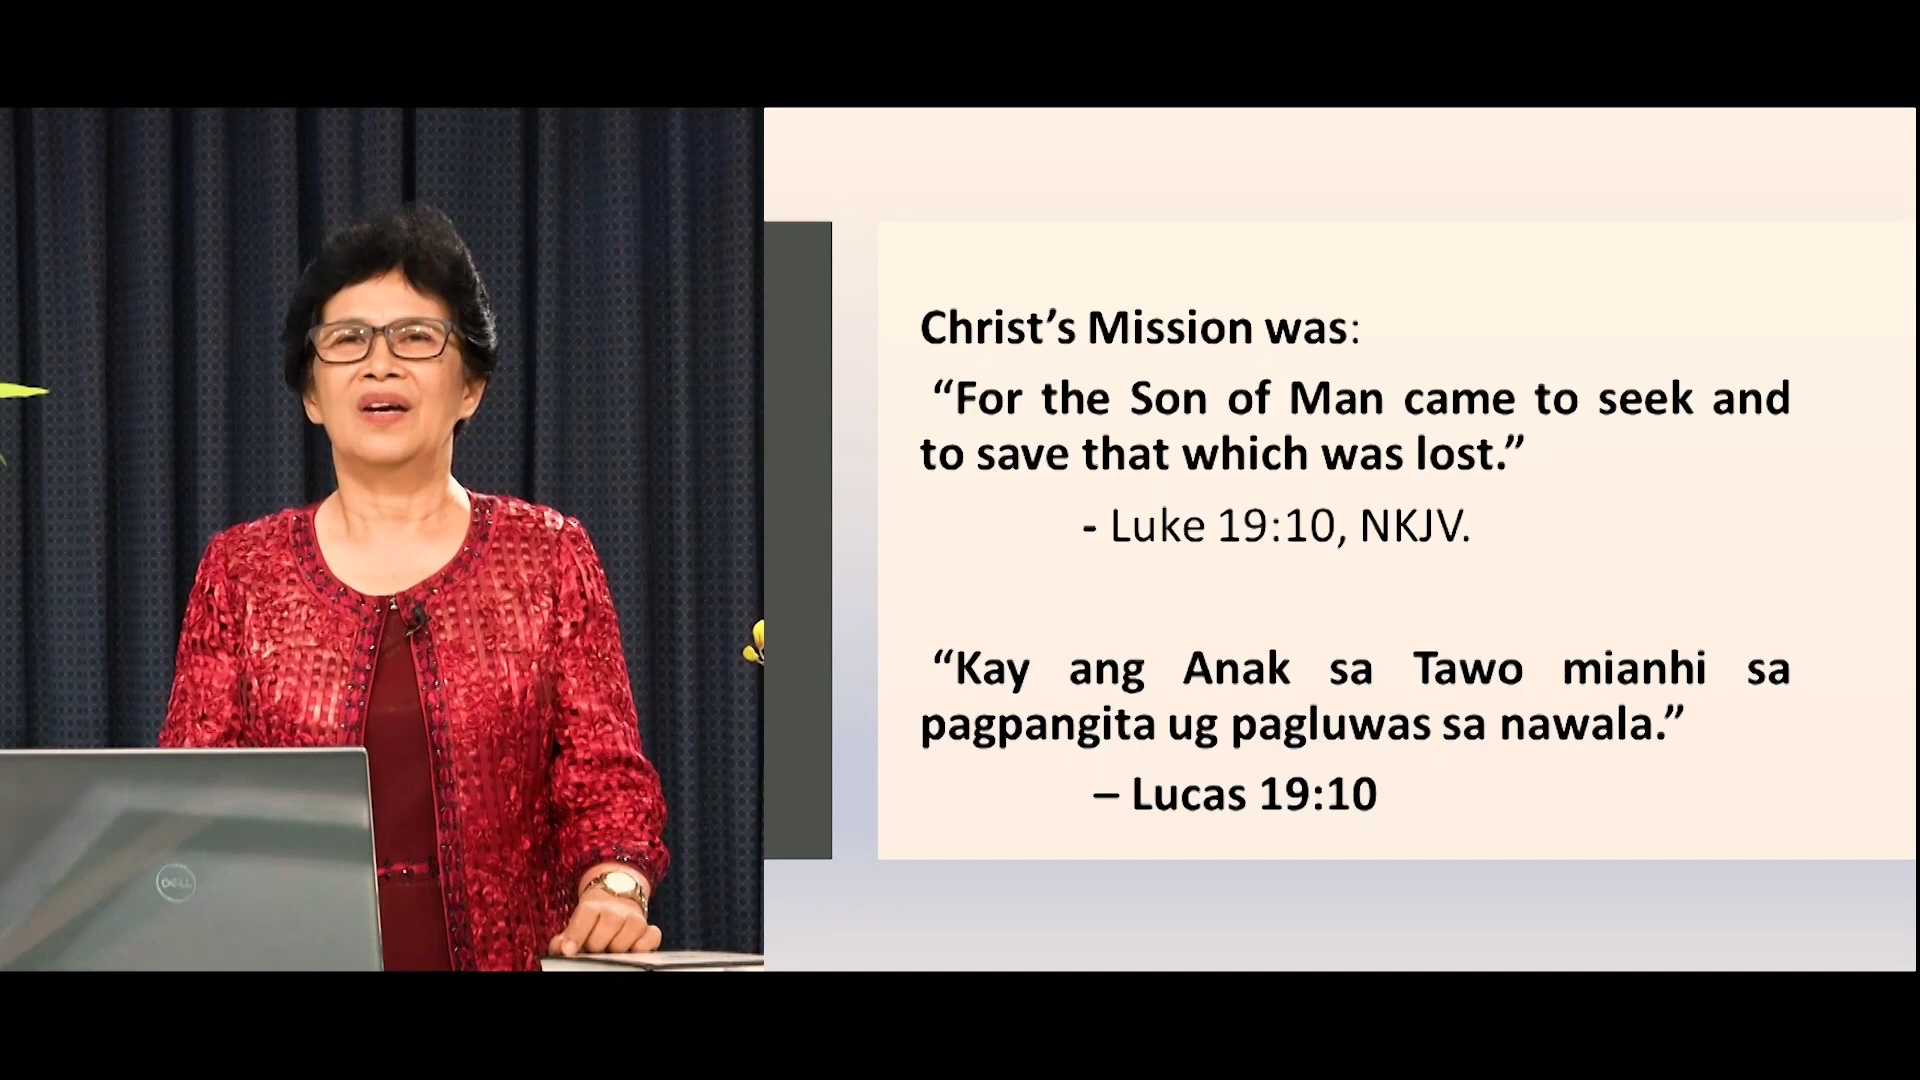 Christ’s Mission was:
“For the Son of Man came to seek and
to save that which was lost.”
- Luke 19:10, NKJV.
“Kay ang Anak sa Tawo mianhi sa
pagpangita ug pagluwas sa nawala.”
– Lucas 19:10
DELL